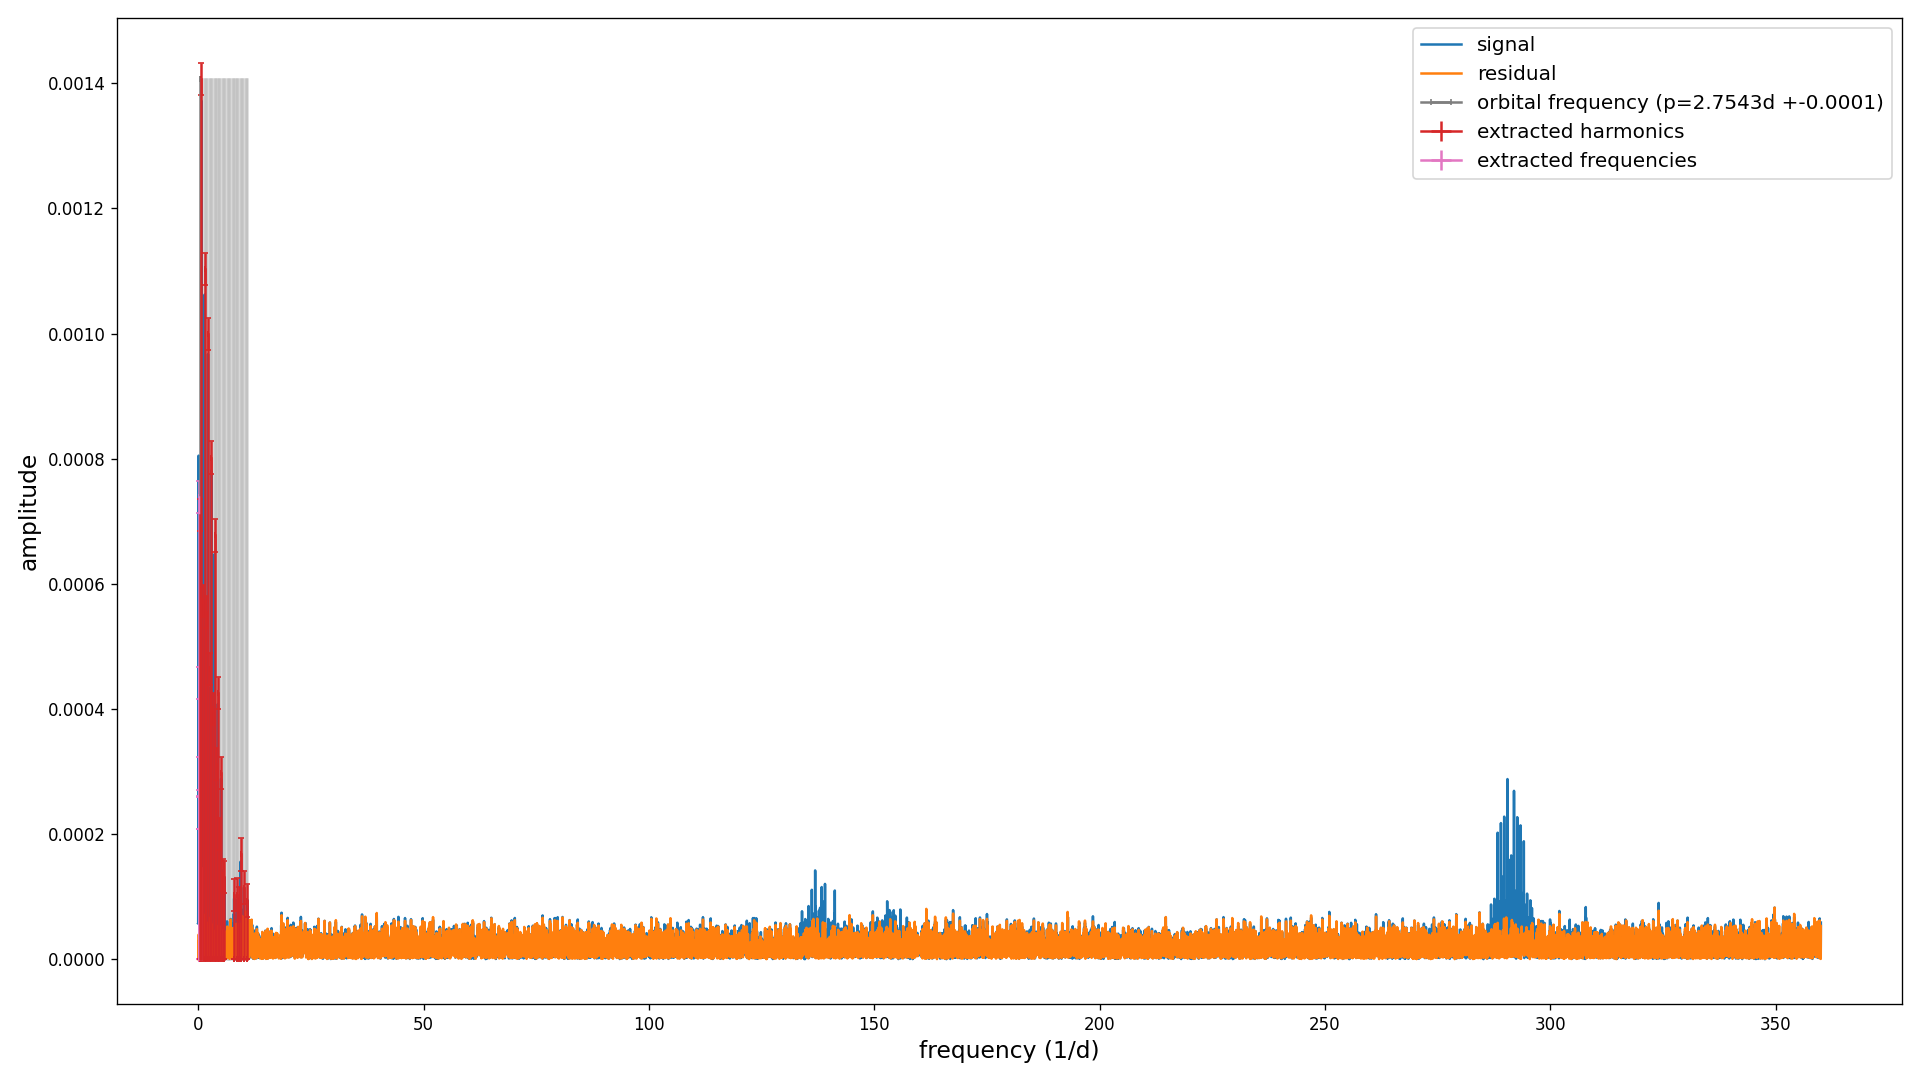 signal
residual
orbital frequency (p=2.7543d +-0.0001)
extracted harmonics
extracted frequencies
0.0014
0.0012
0.0010
0.0008
0.0006
0.0004
0.0002
0.0000
amplitude
0 50 100 150 200 250 300 350
frequency (1/d)